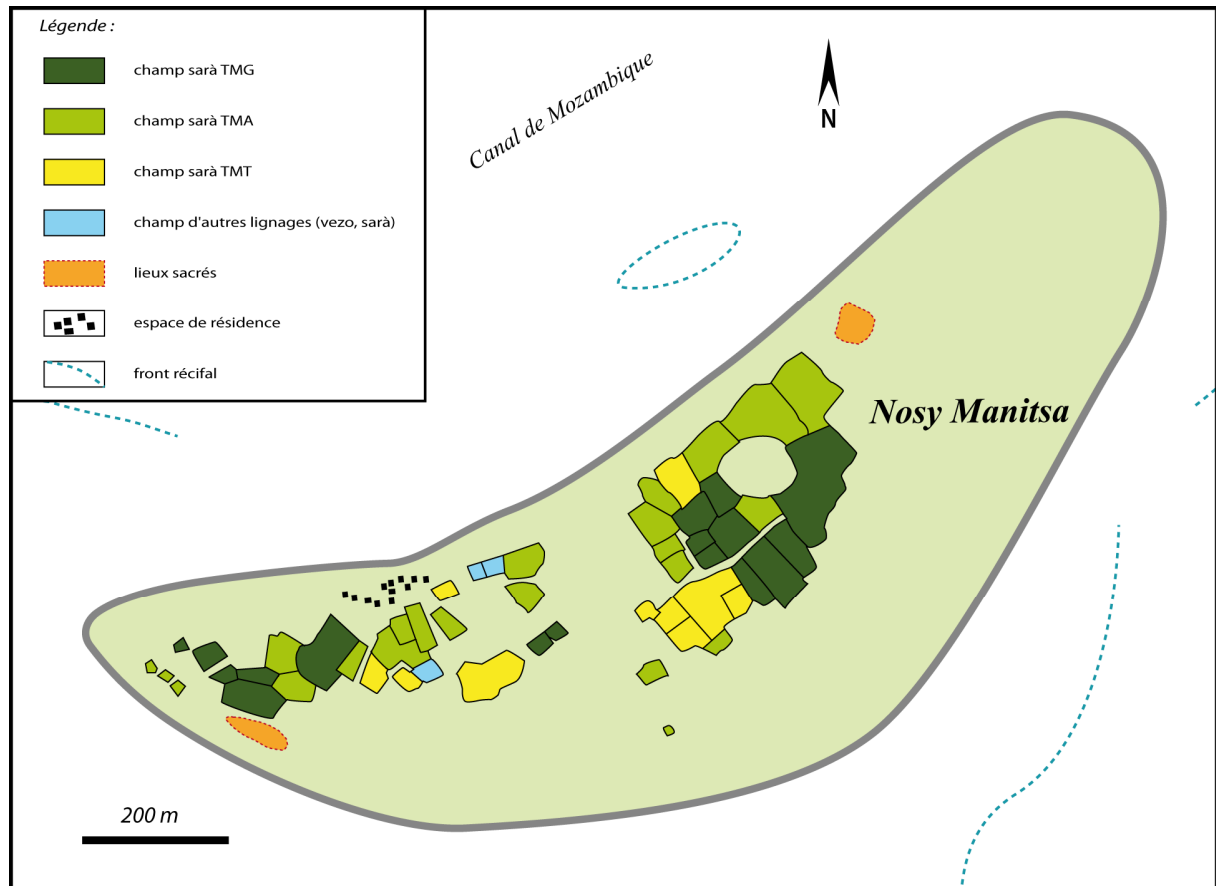 Légende :
champ sarà TMG
champ sarà TMA
champ sarà TMT
champ d'autres lignages (vezo, sarà)
lieux sacrés
espace de résidence
front récifal
Canal de Mozambique
N
Nosy Manitsa
200 m